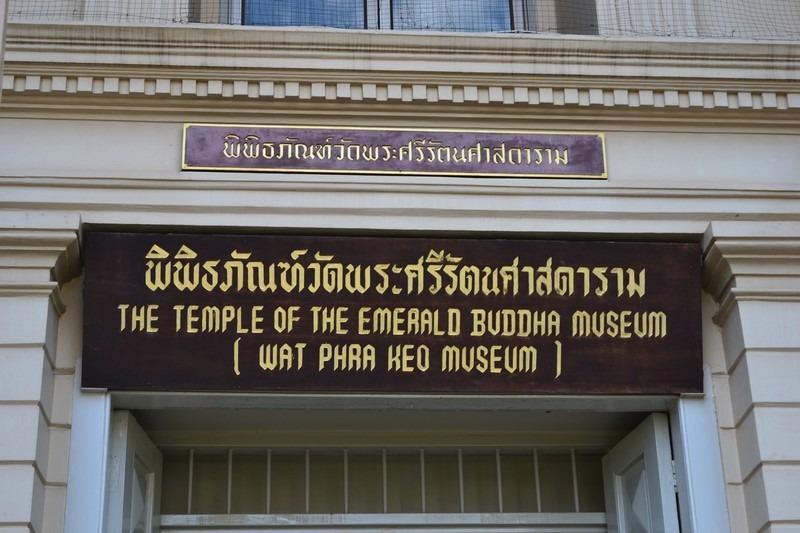 พิพิธภัณฑ์วัดพระศรีรัตนศาสดาราม
พิพิธภัณฑ์วัดพระศรีรัตนศาสดาราม
THE TEMPLE OF THE EMERALD BUDDHA MUSEUM
( WAT PHRA KEO MUSEUM )